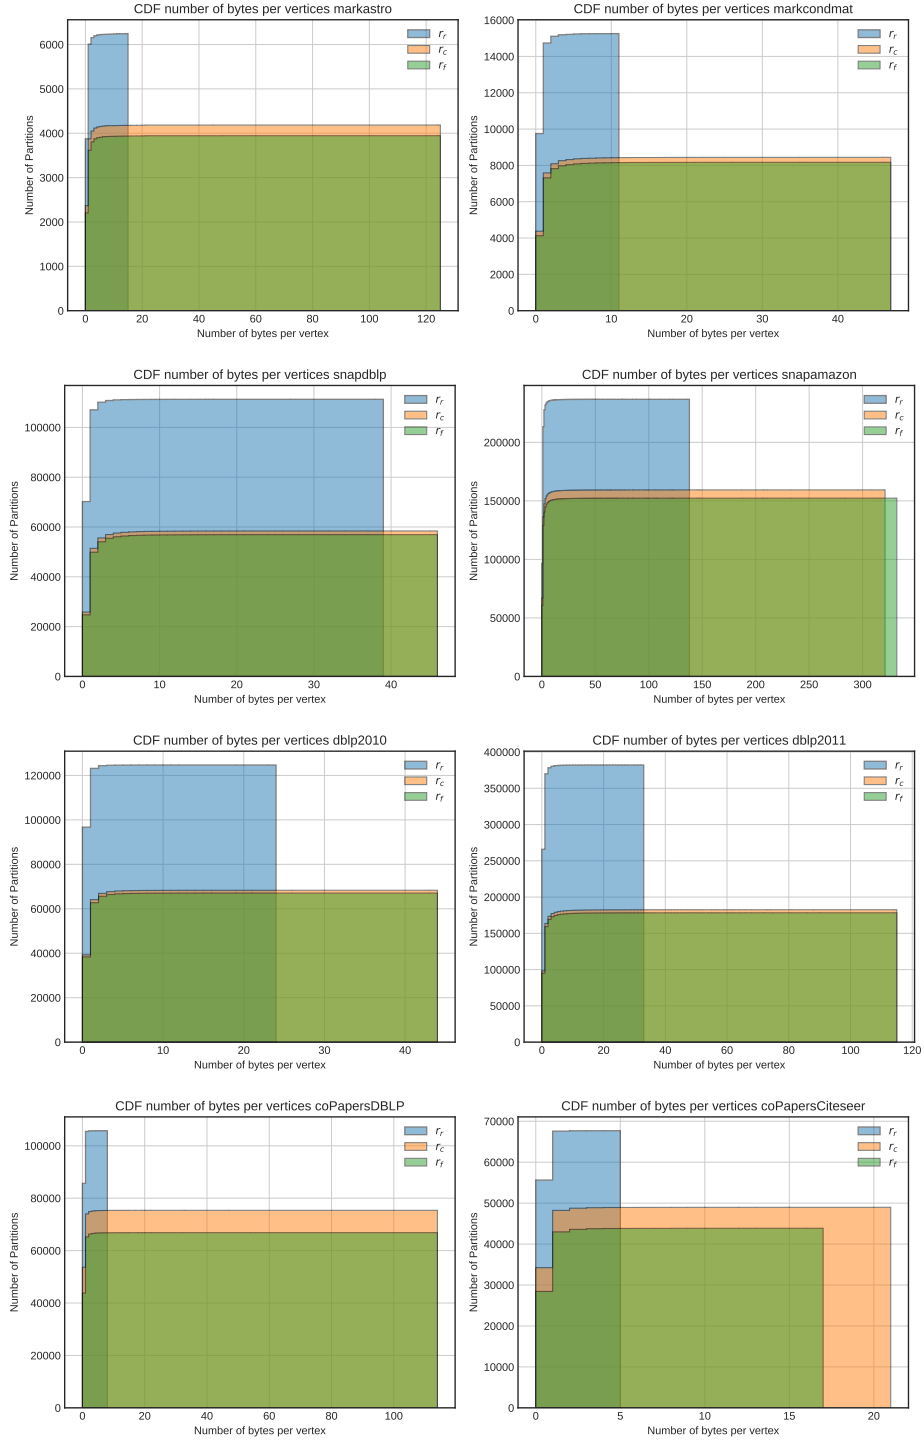 CDF number of bytes per vertices markastro
6000
5000
4000
3000
2000
1000
0
Number of Partitions
r_r
r_c
r_f
0 20 40 60 80 100 120
Number of bytes per vertex
CDF number of bytes per vertices markcondmat
16000
14000
12000
10000
8000
6000
4000
2000
0
Number of Partitions
r_r
r_c
r_f
0 10 20 30 40
Number of bytes per vertex
CDF number of bytes per vertices snapdblp
100000
80000
60000
40000
20000
0
Number of Partitions
r_r
r_c
r_f
0 10 20 30 40
Number of bytes per vertex
CDF number of bytes per vertices snapamazon
200000
150000
100000
50000
0
Number of Partitions
r_r
r_c
r_f
0 50 100 150 200 250 300
Number of bytes per vertex
CDF number of bytes per vertices dblp2010
120000
100000
80000
60000
40000
20000
0
Number of Partitions
r_r
r_c
r_f
0 10 20 30 40
Number of bytes per vertex
CDF number of bytes per vertices dblp2011
400000
350000
300000
250000
200000
150000
100000
50000
0
Number of Partitions
r_r
r_c
r_f
0 20 40 60 80 100 120
Number of bytes per vertex
CDF number of bytes per vertices coPapersDBLP
100000
80000
60000
40000
20000
0
Number of Partitions
r_r
r_c
r_f
0 20 40 60 80 100
Number of bytes per vertex
CDF number of bytes per vertices coPapersCiteseer
70000
60000
50000
40000
30000
20000
10000
0
Number of Partitions
r_r
r_c
r_f
0 5 10 15 20
Number of bytes per vertex